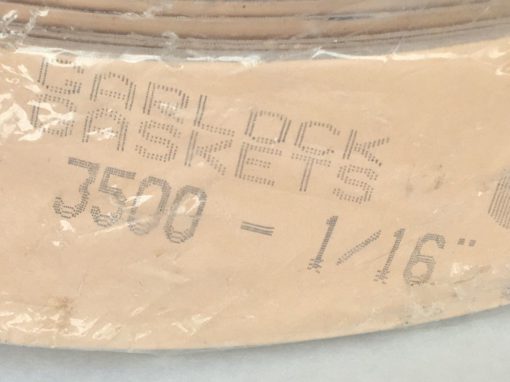 GARLOCK
GASKETS
3500 - 1/16"